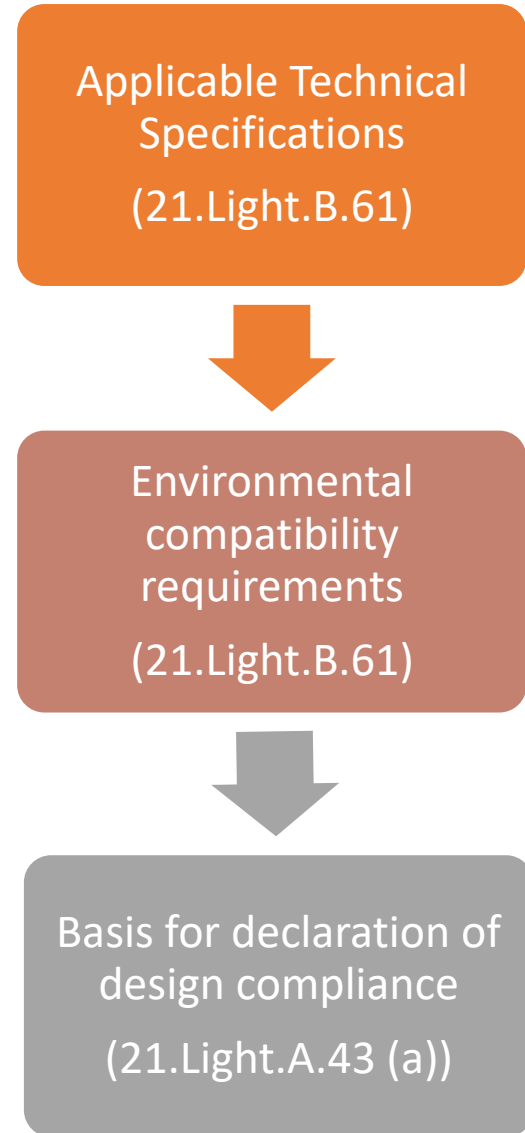 Applicable Technical
Specifications
(21.Light.B.61)
Environmental
compatibility
requirements
(21.Light.B.61)
Basis for declaration of
design compliance
(21.Light.A.43 (a))